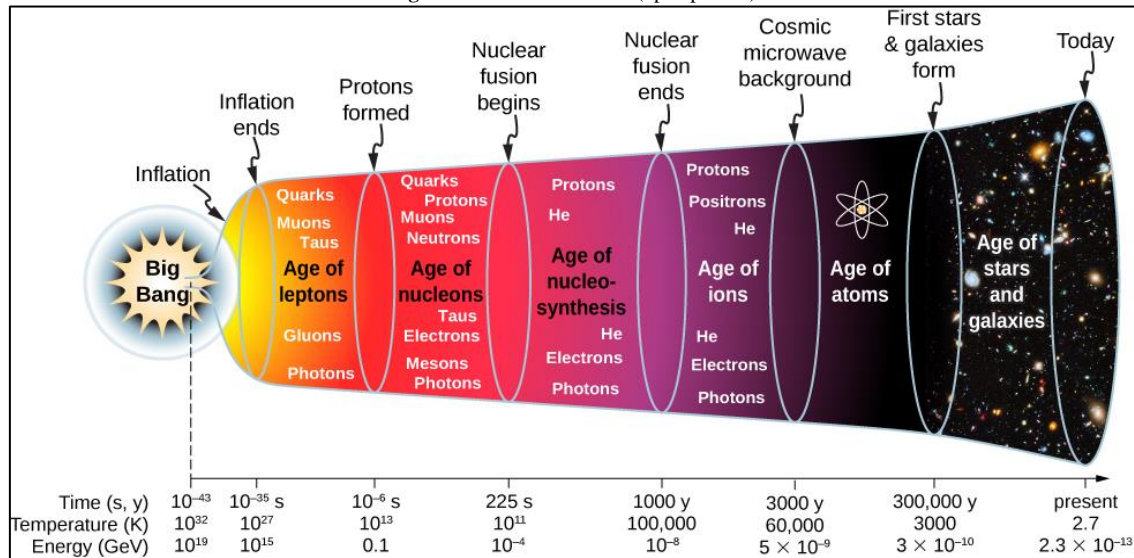 Inflation
Inflation
ends
Protons
formed
Nuclear
fusion
begins
Nuclear
fusion
ends
Cosmic
microwave
background
First stars
& galaxies
form
Today
Big
Bang
Quarks
Muons
Taus
Age of
leptons
Gluons
Photons
Quarks
Protons
Muons
Neutrons
Age of
nucleons
Taus
Electrons
Mesons
Photons
Protons
He
Age of
nucleo-
synthesis
He
Electrons
Photons
Protons
Positrons
He
Age of
ions
He
Electrons
Photons
Age of
atoms
Age of
stars
and
galaxies
Time (s, y) 10⁻⁴³ 10⁻³⁵ s 10⁻⁶ s 225 s 1000 y 3000 y 300,000 y present
Temperature (K) 10³² 10²⁷ 10¹³ 10¹¹ 100,000 60,000 3000 2.7
Energy (GeV) 10¹⁹ 10¹⁵ 0.1 10⁻⁴ 10⁻⁸ 5 × 10⁻⁹ 3 × 10⁻¹⁰ 2.3 × 10⁻¹³